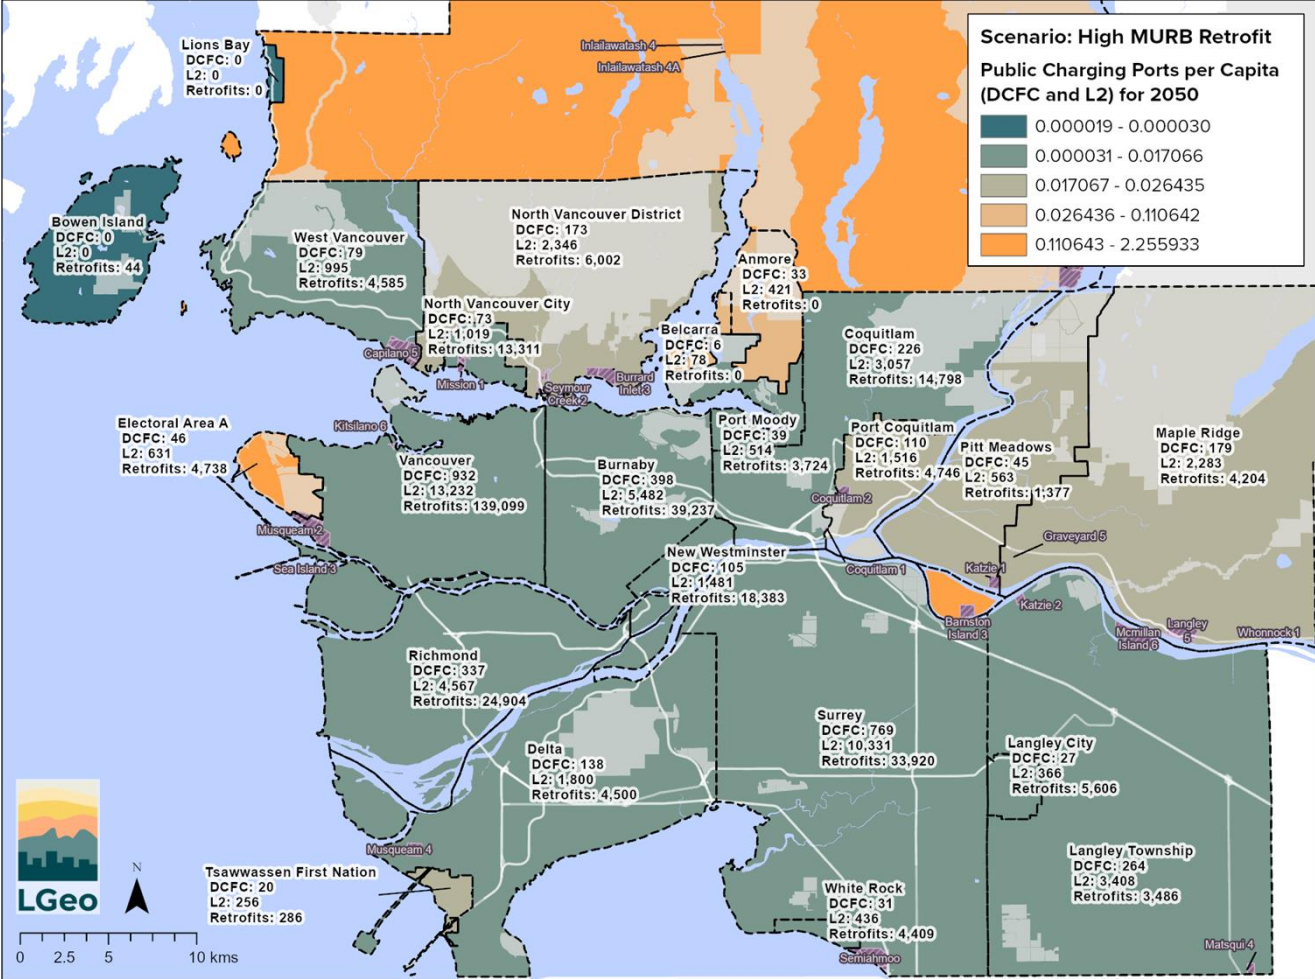 Scenario: High MURB Retrofit
Public Charging Ports per Capita
(DCFC and L2) for 2050
0.000019 - 0.000030
0.000031 - 0.017066
0.017067 - 0.026435
0.026436 - 0.110642
0.110643 - 2.255933
Lions Bay
DCFC: 0
L2: 0
Retrofits: 0
Inlailawatash 4
Inlailawatash 4A
Bowen Island
DCFC: 0
L2: 0
Retrofits: 44
West Vancouver
DCFC: 79
L2: 995
Retrofits: 4,585
North Vancouver District
DCFC: 173
L2: 2,346
Retrofits: 6,002
Anmore
DCFC: 33
L2: 421
Retrofits: 0
North Vancouver City
DCFC: 73
L2: 1,019
Retrofits: 13,311
Belcarra
DCFC: 6
L2: 78
Retrofits: 0
Coquitlam
DCFC: 226
L2: 3,057
Retrofits: 14,798
Capilano 5
Mission 1
Seymour
Creek 2
Burrard
Inlet 3
Electoral Area A
DCFC: 46
L2: 631
Retrofits: 4,738
Kitsilano 6
Vancouver
DCFC: 932
L2: 13,232
Retrofits: 139,099
Burnaby
DCFC: 398
L2: 5,482
Retrofits: 39,237
Port Moody
DCFC: 39
L2: 514
Retrofits: 3,724
Port Coquitlam
DCFC: 110
L2: 1,516
Retrofits: 4,746
Pitt Meadows
DCFC: 45
L2: 563
Retrofits: 1,377
Maple Ridge
DCFC: 179
L2: 2,283
Retrofits: 4,204
Coquitlam 2
Musqueam 2
Sea Island 3
New Westminster
DCFC: 105
L2: 1,481
Retrofits: 18,383
Coquitlam 1
Graveyard 5
Katzie 1
Katzie 2
Barnston
Island 3
Mcmillan
Island 6
Langley
5
Whonnock 1
Richmond
DCFC: 337
L2: 4,567
Retrofits: 24,904
Delta
DCFC: 138
L2: 1,800
Retrofits: 4,500
Surrey
DCFC: 769
L2: 10,331
Retrofits: 33,920
Langley City
DCFC: 27
L2: 366
Retrofits: 5,606
Musqueam 4
Tsawwassen First Nation
DCFC: 20
L2: 256
Retrofits: 286
White Rock
DCFC: 31
L2: 436
Retrofits: 4,409
Langley Township
DCFC: 264
L2: 3,408
Retrofits: 3,486
Semiahmoo
Matsqui 4
LGeo
N
0 2.5 5 10 kms